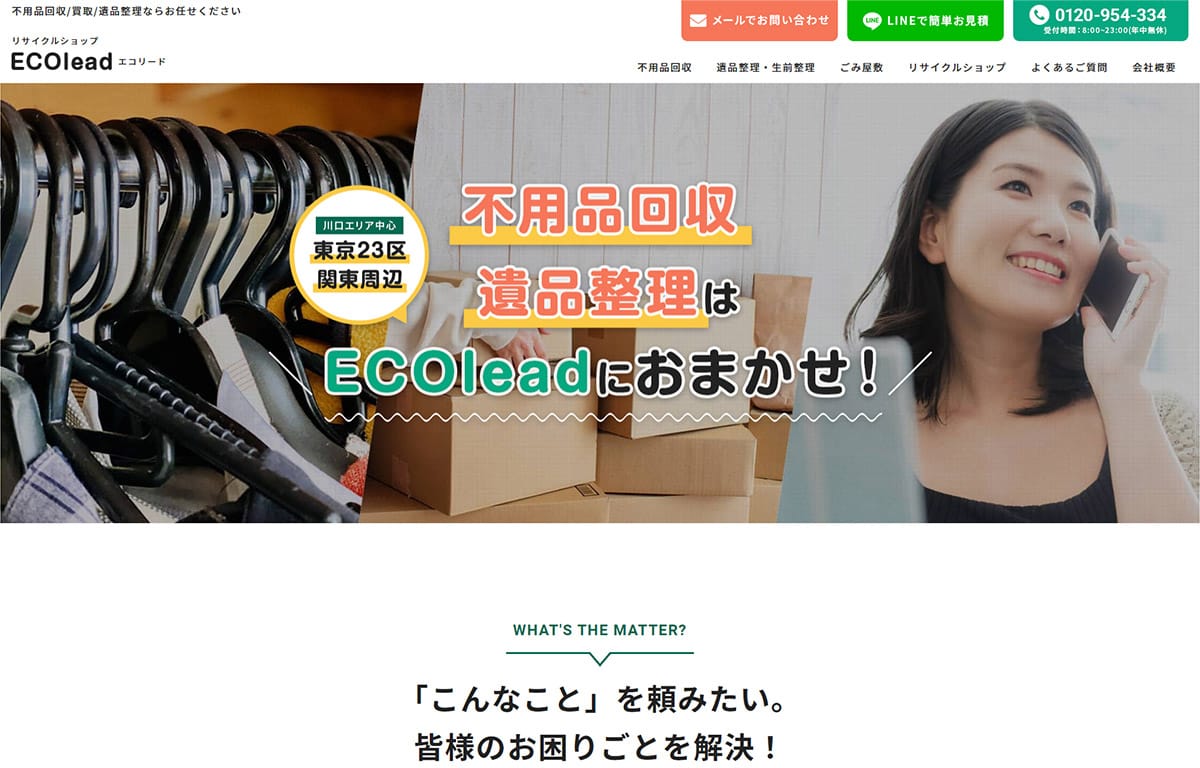 不用品回収/買取/遺品整理ならお任せください
リサイクルショップ
ECOlead エコリード
メールでお問い合わせ
LINE LINEで簡単お見積
0120-954-334
受付時間：8:00~23:00(年中無休)
不用品回収 遺品整理・生前整理 ごみ屋敷 リサイクルショップ よくあるご質問 会社概要
川口エリア中心
東京23区
関東周辺
不用品回収
遺品整理は
ECOleadにおまかせ！
WHAT'S THE MATTER?
「こんなこと」を頼みたい。
皆様のお困りごとを解決！